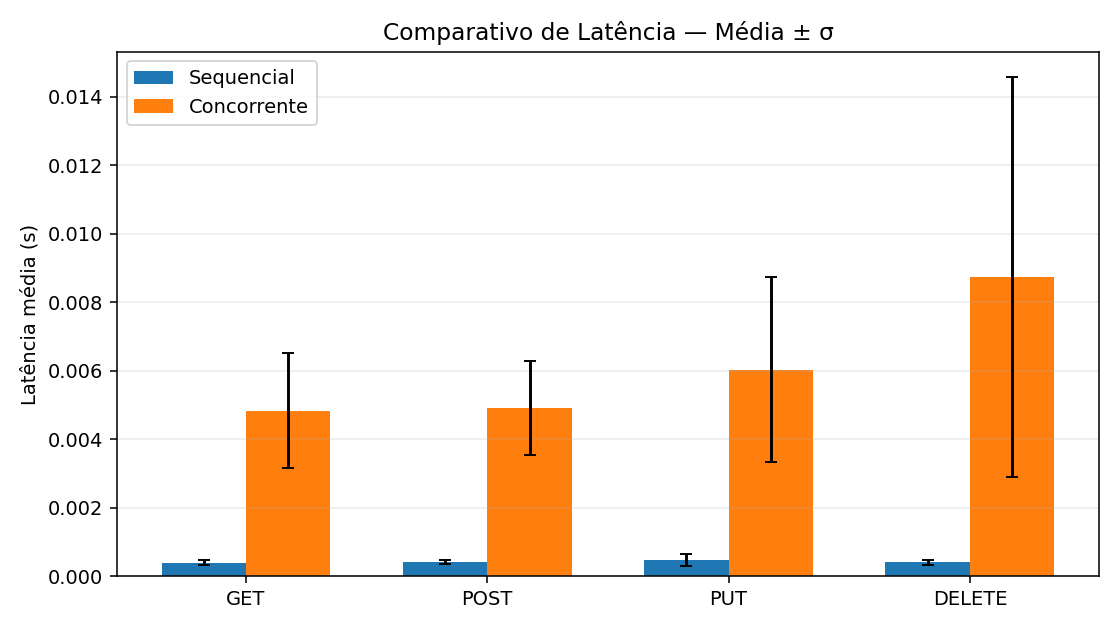 Comparativo de Latência — Média ± σ
Sequencial
Concorrente
Latência média (s)
0.014
0.012
0.010
0.008
0.006
0.004
0.002
0.000
GET
POST
PUT
DELETE